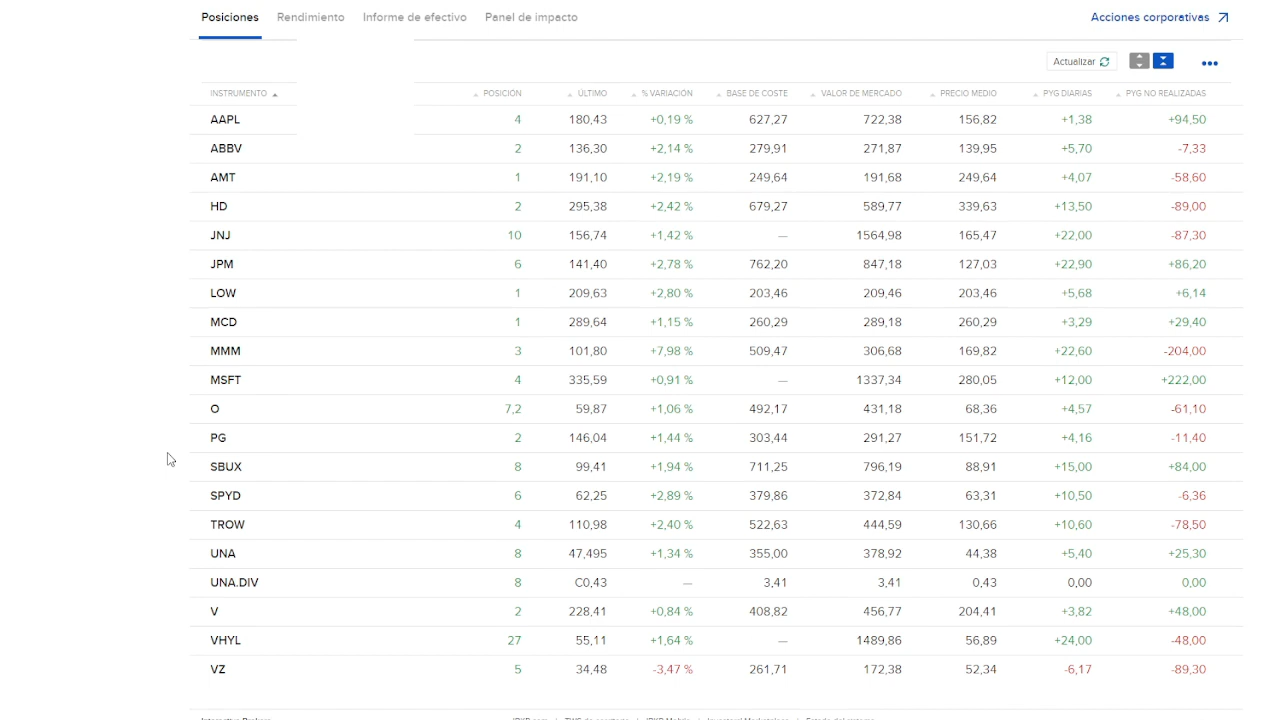 Posiciones Rendimiento Informe de efectivo Panel de impacto Acciones corporativas
Actualizar
INSTRUMENTO POSICIÓN ÚLTIMO % VARIACIÓN BASE DE COSTE VALOR DE MERCADO PRECIO MEDIO PYG DIARIAS PYG NO REALIZADAS
AAPL 4 180,43 +0,19 % 627,27 722,38 156,82 +1,38 +94,50
ABBV 2 136,30 +2,14 % 279,91 271,87 139,95 +5,70 -7,33
AMT 1 191,10 +2,19 % 249,64 191,68 249,64 +4,07 -58,60
HD 2 295,38 +2,42 % 679,27 589,77 339,63 +13,50 -89,00
JNJ 10 156,74 +1,42 % — 1564,98 165,47 +22,00 -87,30
JPM 6 141,40 +2,78 % 762,20 847,18 127,03 +22,90 +86,20
LOW 1 209,63 +2,80 % 203,46 209,46 203,46 +5,68 +6,14
MCD 1 289,64 +1,15 % 260,29 289,18 260,29 +3,29 +29,40
MMM 3 101,80 +7,98 % 509,47 306,68 169,82 +22,60 -204,00
MSFT 4 335,59 +0,91 % — 1337,34 280,05 +12,00 +222,00
O 7,2 59,87 +1,06 % 492,17 431,18 68,36 +4,57 -61,10
PG 2 146,04 +1,44 % 303,44 291,27 151,72 +4,16 -11,40
SBUX 8 99,41 +1,94 % 711,25 796,19 88,91 +15,00 +84,00
SPYD 6 62,25 +2,89 % 379,86 372,84 63,31 +10,50 -6,36
TROW 4 110,98 +2,40 % 522,63 444,59 130,66 +10,60 -78,50
UNA 8 47,495 +1,34 % 355,00 378,92 44,38 +5,40 +25,30
UNA.DIV 8 C0,43 — 3,41 3,41 0,43 0,00 0,00
V 2 228,41 +0,84 % 408,82 456,77 204,41 +3,82 +48,00
VHYL 27 55,11 +1,64 % — 1489,86 56,89 +24,00 -48,00
VZ 5 34,48 -3,47 % 261,71 172,38 52,34 -6,17 -89,30